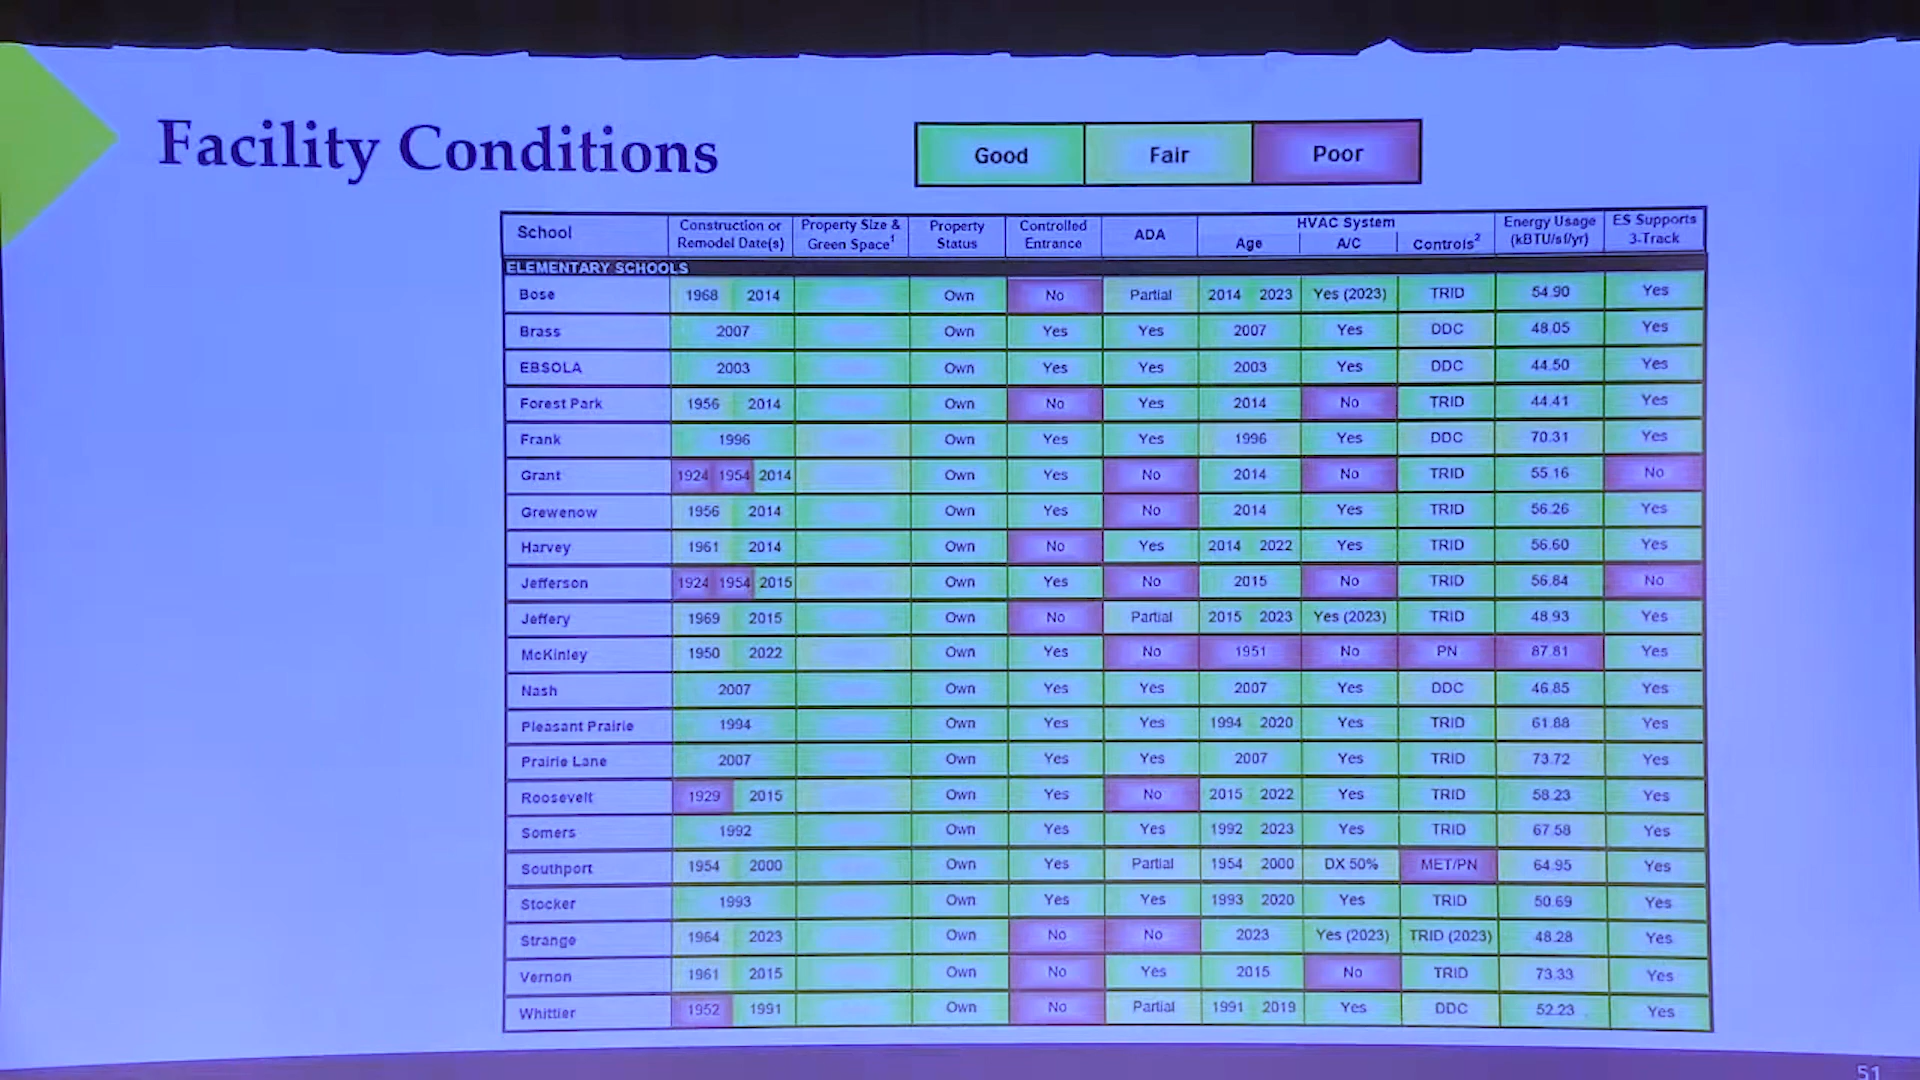 Facility Conditions
Good Fair Poor
School Construction or Remodel Date(s) Property Size & Green Space1 Property Status Controlled Entrance ADA HVAC System Age A/C Controls2 Energy Usage (kBTU/sf/yr) ES Supports 3-Track
ELEMENTARY SCHOOLS
Bose 1968 2014 Own No Partial 2014 2023 Yes (2023) TRID 54.90 Yes
Brass 2007 Own Yes Yes 2007 Yes DDC 48.05 Yes
EBSOLA 2003 Own Yes Yes 2003 Yes DDC 44.50 Yes
Forest Park 1956 2014 Own No Yes 2014 No TRID 44.41 Yes
Frank 1996 Own Yes Yes 1996 Yes DDC 70.31 Yes
Grant 1924 1954 2014 Own Yes No 2014 No TRID 55.16 No
Grewenow 1956 2014 Own Yes No 2014 Yes TRID 56.26 Yes
Harvey 1961 2014 Own No Yes 2014 2022 Yes TRID 56.60 Yes
Jefferson 1924 1954 2015 Own Yes No 2015 No TRID 56.84 No
Jeffery 1969 2015 Own No Partial 2015 2023 Yes (2023) TRID 48.93 Yes
McKinley 1950 2022 Own Yes No 1951 No PN 87.81 Yes
Nash 2007 Own Yes Yes 2007 Yes DDC 46.85 Yes
Pleasant Prairie 1994 Own Yes Yes 1994 2020 Yes TRID 61.88 Yes
Prairie Lane 2007 Own Yes Yes 2007 Yes TRID 73.72 Yes
Roosevelt 1929 2015 Own Yes No 2015 2022 Yes TRID 58.23 Yes
Somers 1992 Own Yes Yes 1992 2023 Yes TRID 67.58 Yes
Southport 1954 2000 Own Yes Partial 1954 2000 DX 50% MET/PN 64.95 Yes
Stocker 1993 Own Yes Yes 1993 2020 Yes TRID 50.69 Yes
Strange 1964 2023 Own No No 2023 Yes (2023) TRID (2023) 48.28 Yes
Vernon 1961 2015 Own No Yes 2015 No TRID 73.33 Yes
Whittier 1952 1991 Own No Partial 1991 2019 Yes DDC 52.23 Yes
51